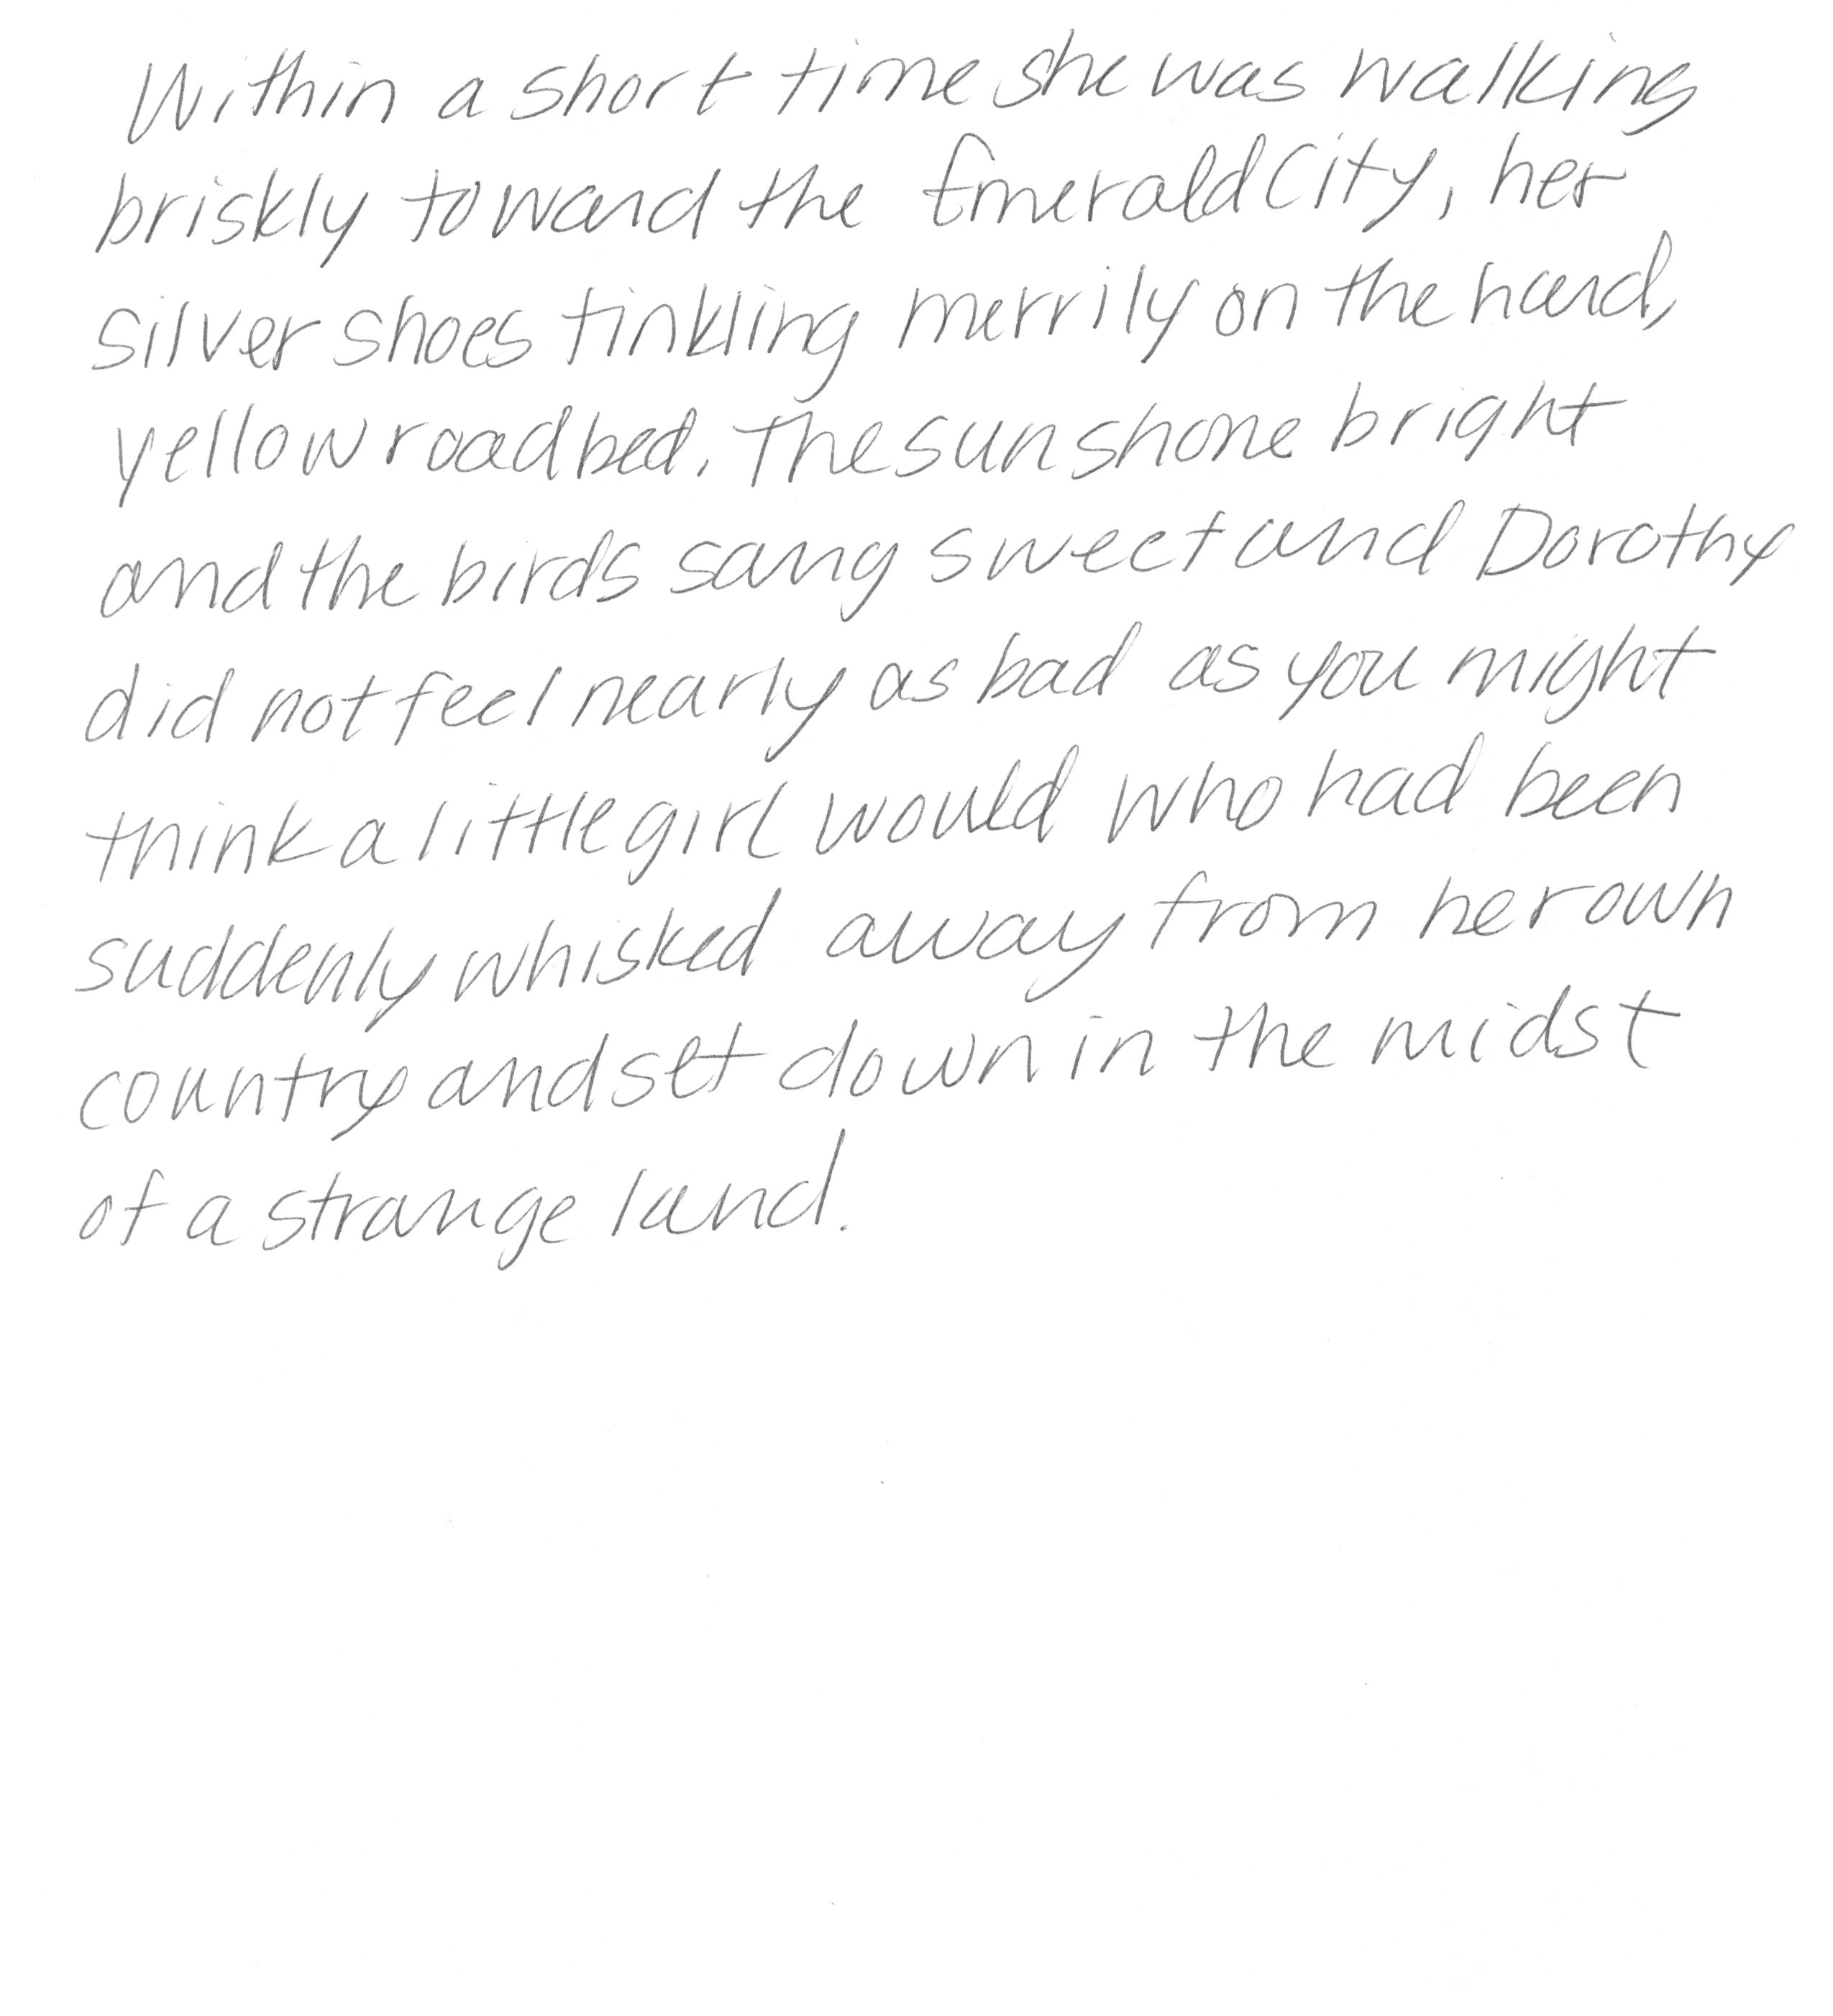 Within a short time she was walking
briskly toward the Emerald City, her
silver shoes tinkling merrily on the hard,
yellow roadbed. The sun shone bright
and the birds sang sweet and Dorothy
did not feel nearly as bad as you might
think a little girl would who had been
suddenly whisked away from her own
country and set down in the midst
of a strange land.